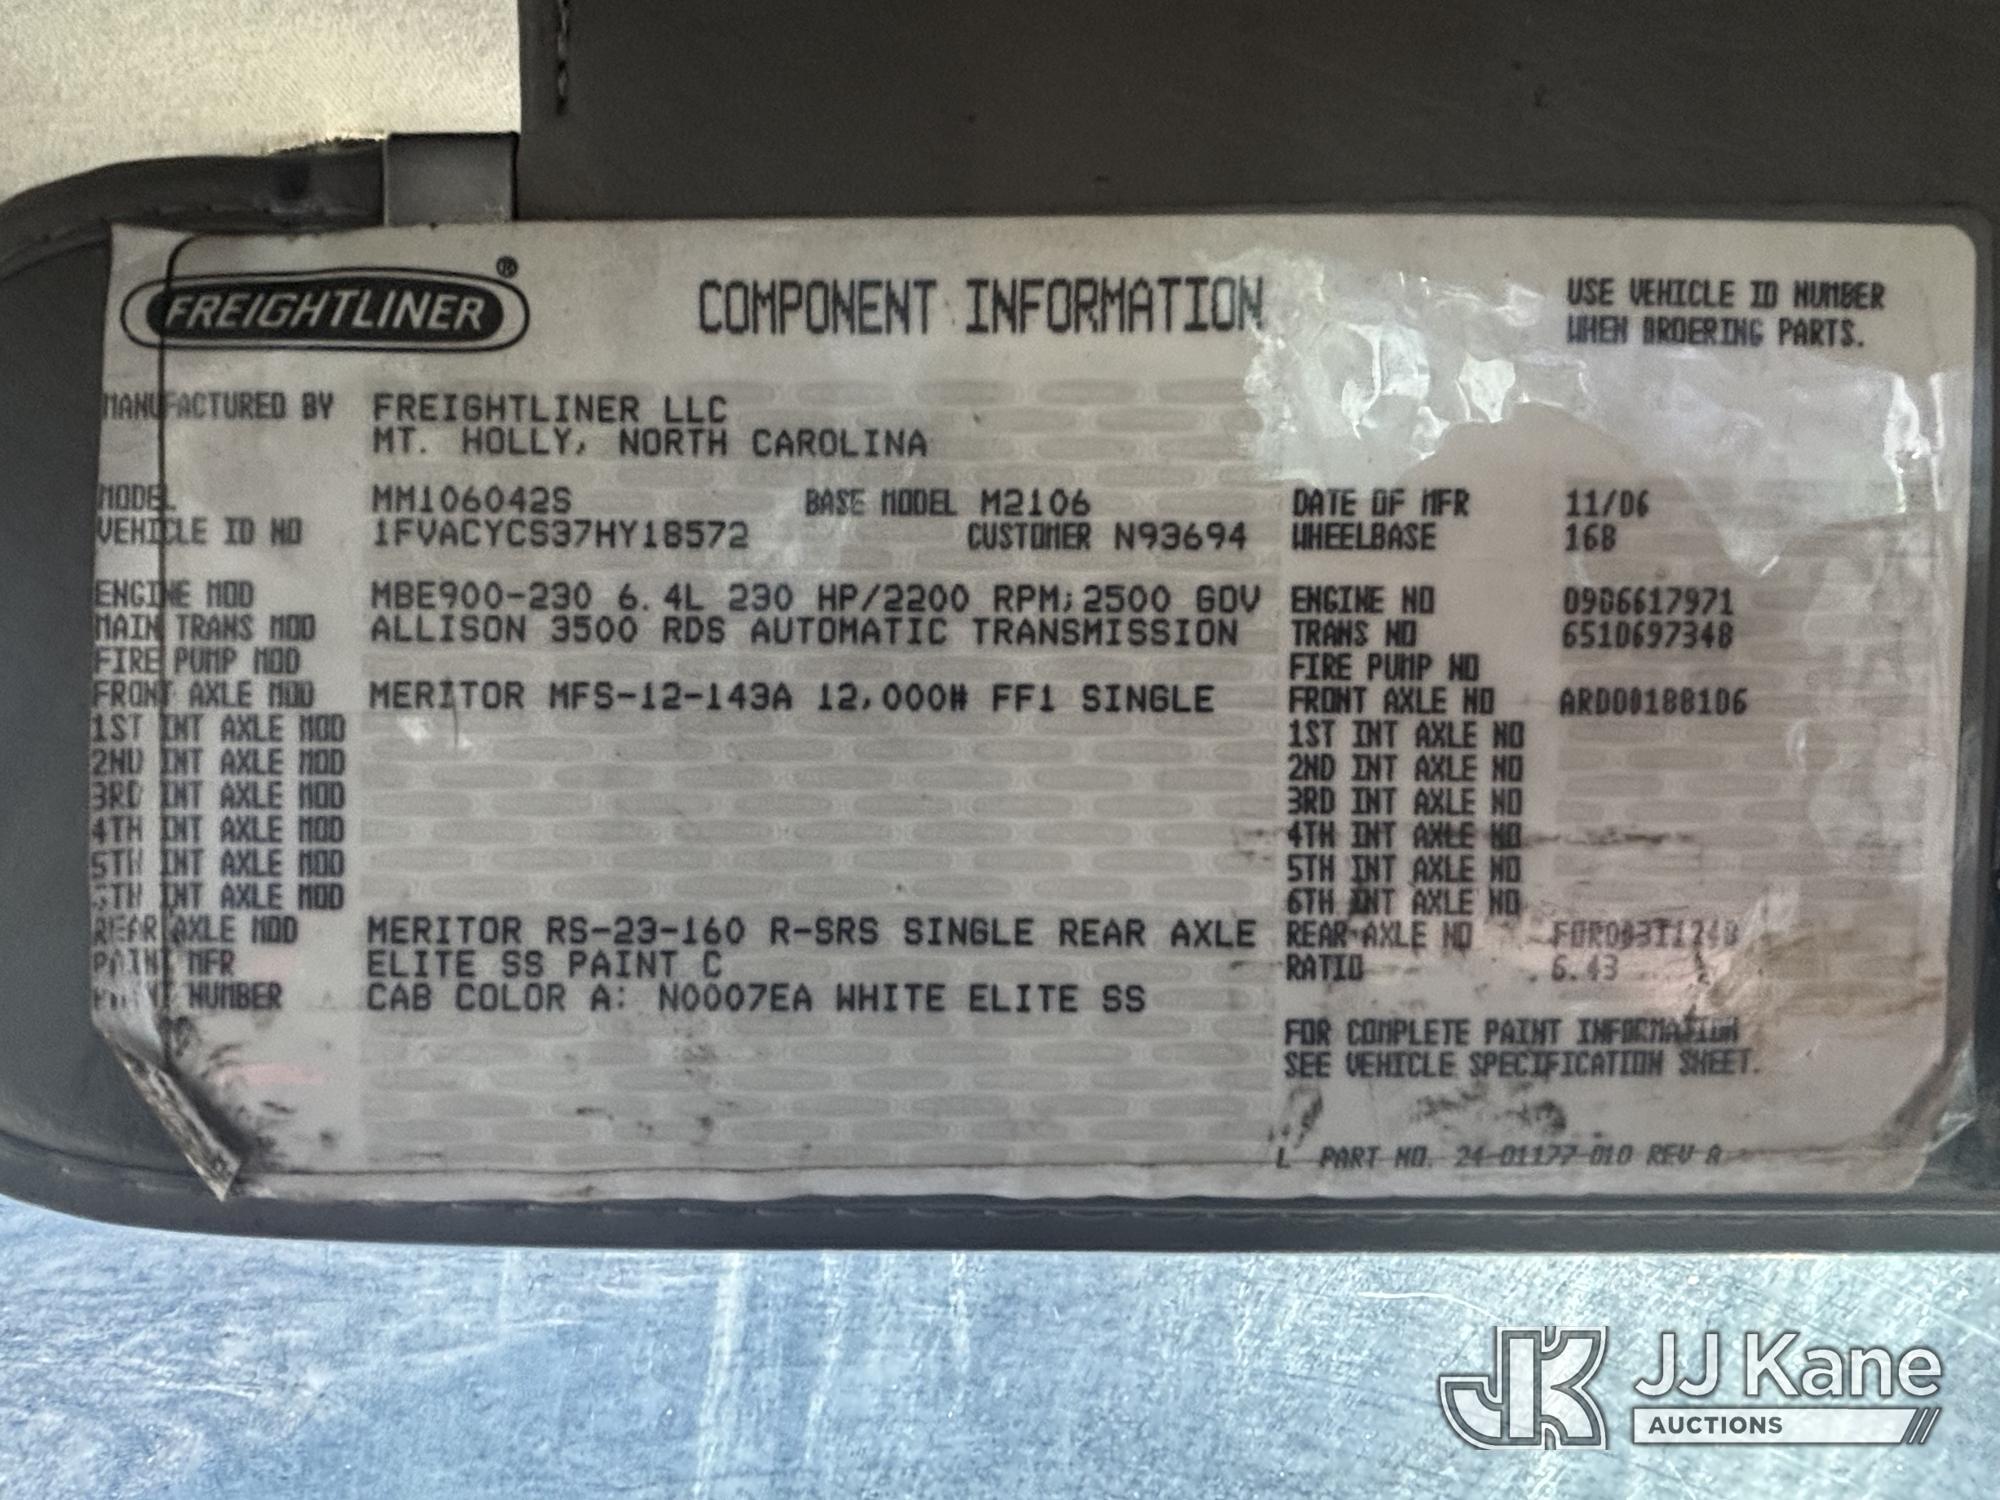 FREIGHTLINER ®
COMPONENT INFORMATION
USE VEHICLE ID NUMBER
WHEN ORDERING PARTS.
MANUFACTURED BY FREIGHTLINER LLC
MT. HOLLY, NORTH CAROLINA
MODEL MM106042S BASE MODEL M2106 DATE OF MFR 11/06
VEHICLE ID NO 1FVACYCS37HY18572 CUSTOMER N93694 WHEELBASE 168
ENGINE MOD MBE900-230 6.4L 230 HP/2200 RPM;2500 GOV ENGINE NO
MAIN TRANS MOD ALLISON 3500 RDS AUTOMATIC TRANSMISSION TRANS NO 6510697348
FIRE PUMP MOD FIRE PUMP NO
FRONT AXLE MOD MERITOR MFS-12-143A 12,000# FF1 SINGLE FRONT AXLE NO
1ST INT AXLE MOD 1ST INT AXLE NO
2ND INT AXLE MOD 2ND INT AXLE NO
3RD INT AXLE MOD 3RD INT AXLE NO
4TH INT AXLE MOD 4TH INT AXLE NO
5TH INT AXLE MOD 5TH INT AXLE NO
6TH INT AXLE MOD 6TH INT AXLE NO
REAR AXLE MOD MERITOR RS-23-160 R-SRS SINGLE REAR AXLE REAR AXLE NO
PAINT MFR ELITE SS PAINT C RATIO 6.43
PAINT NUMBER CAB COLOR A: N0007EA WHITE ELITE SS
FOR COMPLETE PAINT INFORMATION
SEE VEHICLE SPECIFICATION SHEET.
L PART NO. 24-01177-010 REV A
JK JJ Kane
AUCTIONS